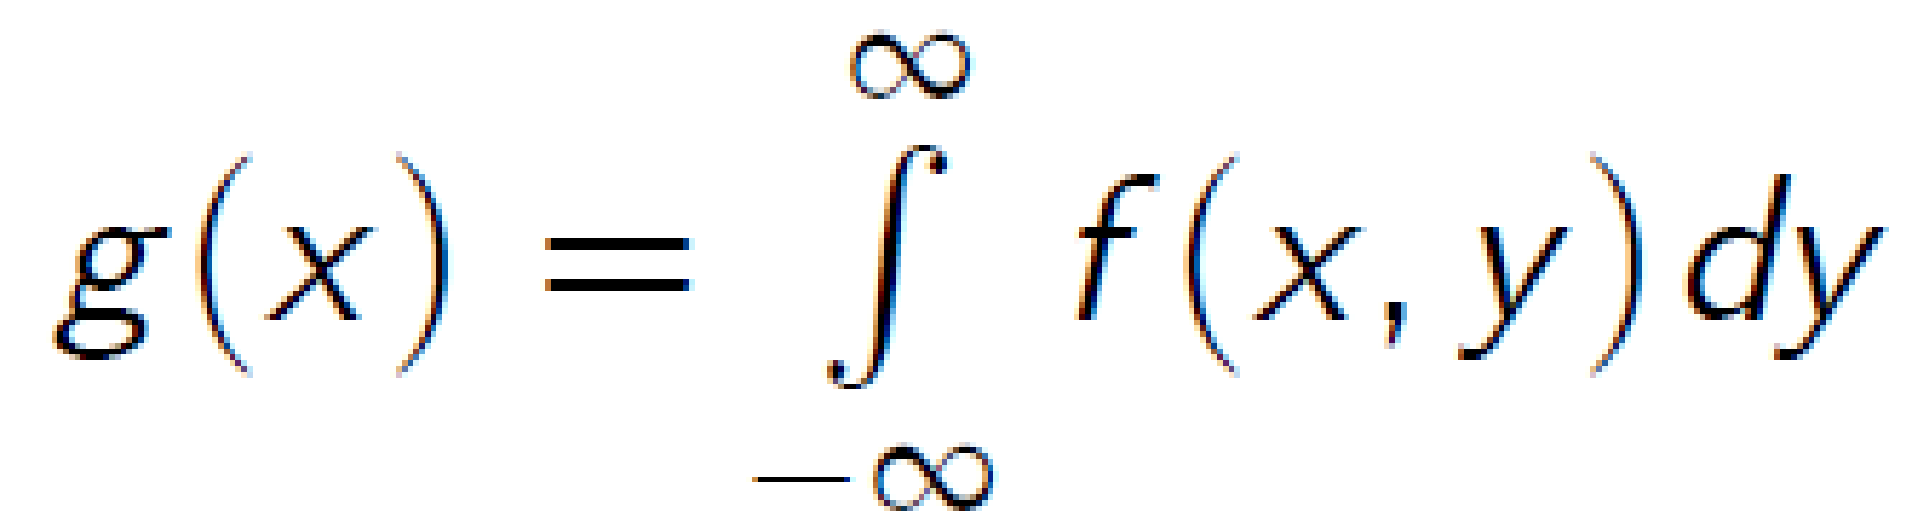 g(x) = ∫_{-∞}^{∞} f(x, y)dy